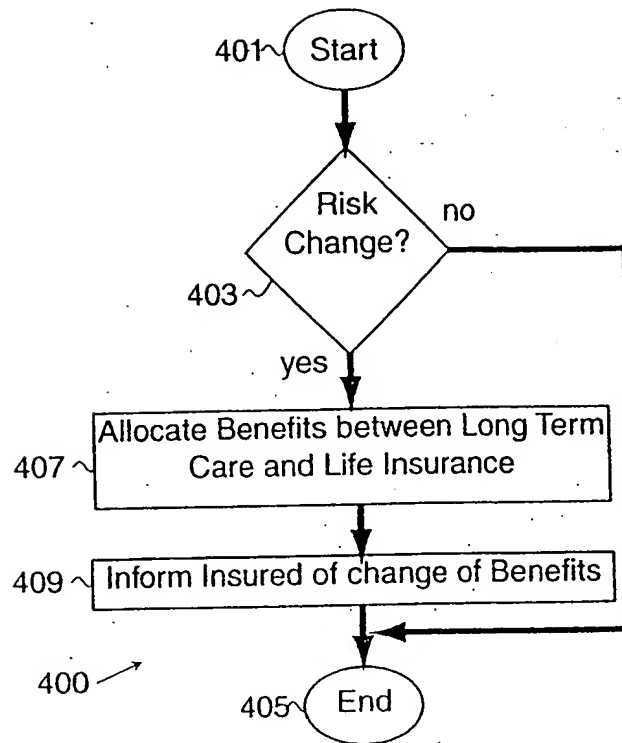 401 Start
Risk
Change?
no
403
yes
Allocate Benefits between Long Term
Care and Life Insurance
407
Inform Insured of change of Benefits
409
400
405 End